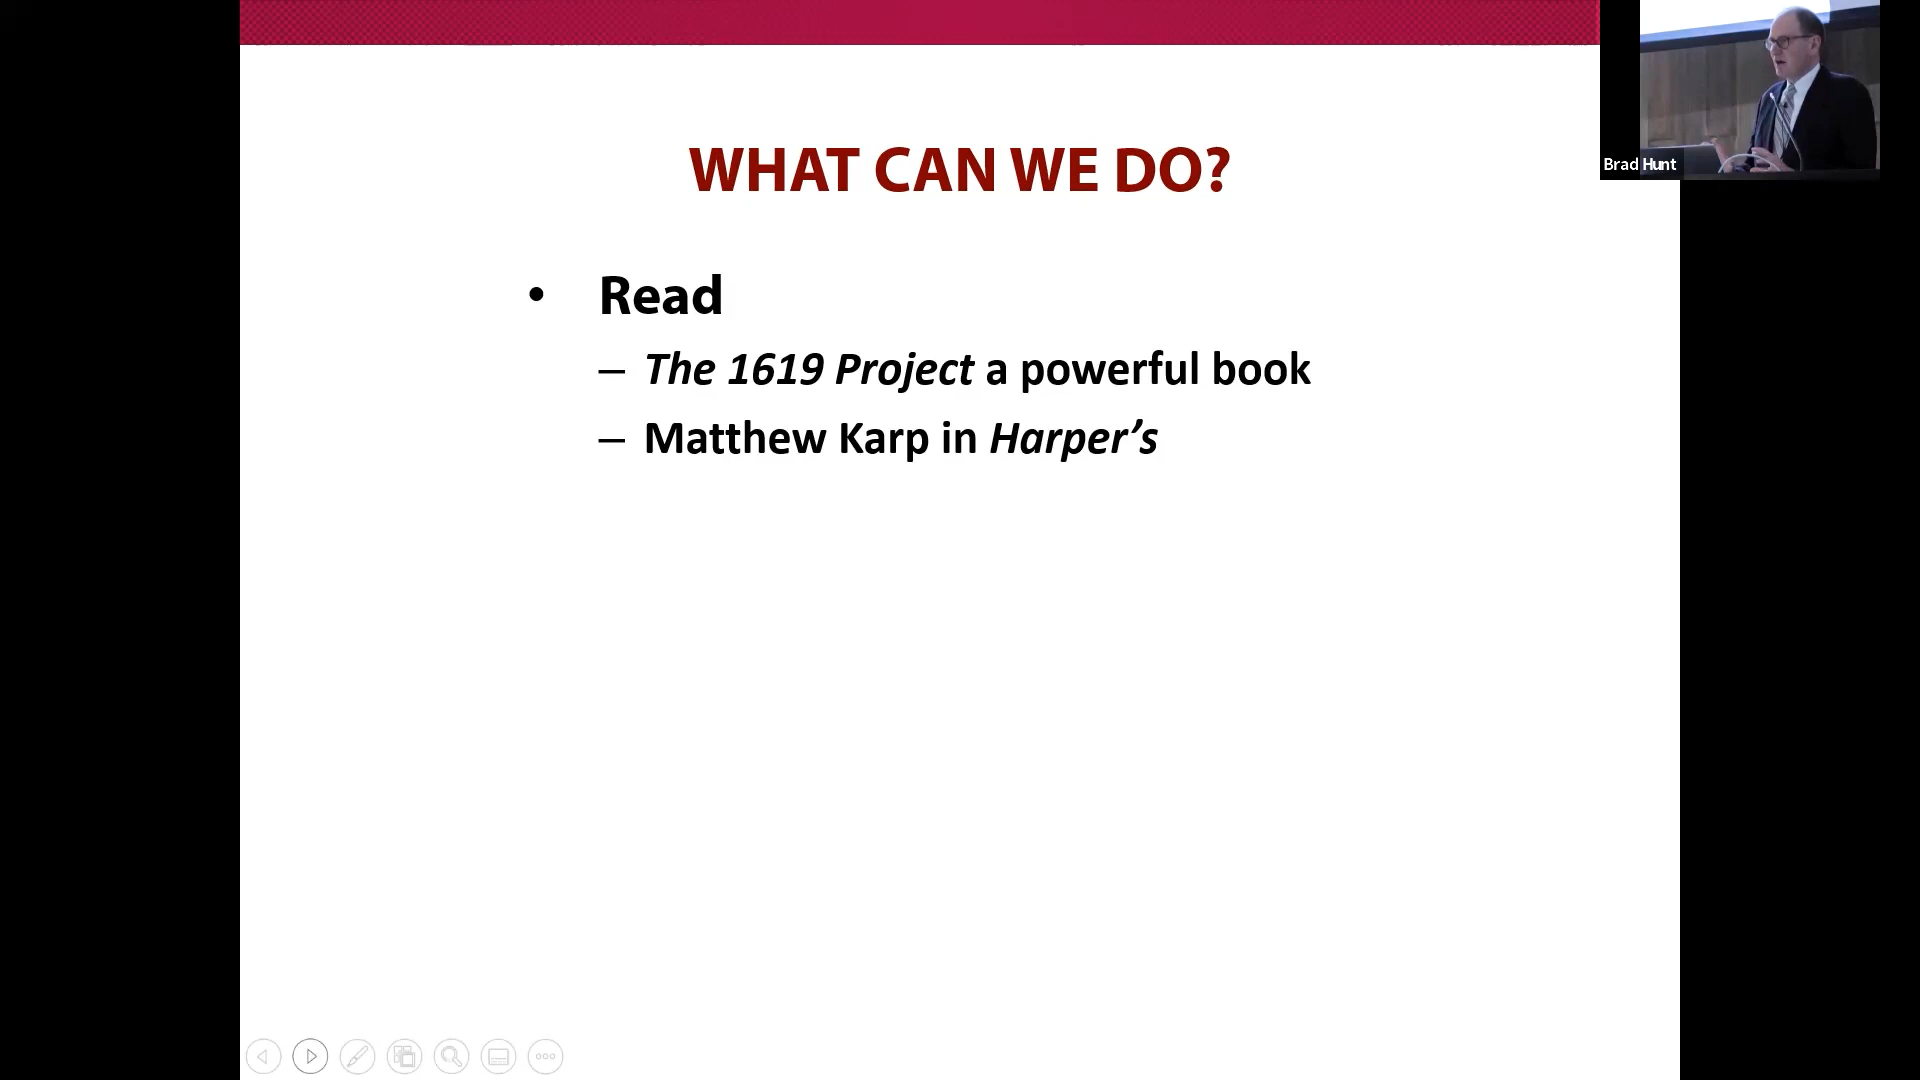 WHAT CAN WE DO?
• Read
– The 1619 Project a powerful book
– Matthew Karp in Harper’s
Brad Hunt